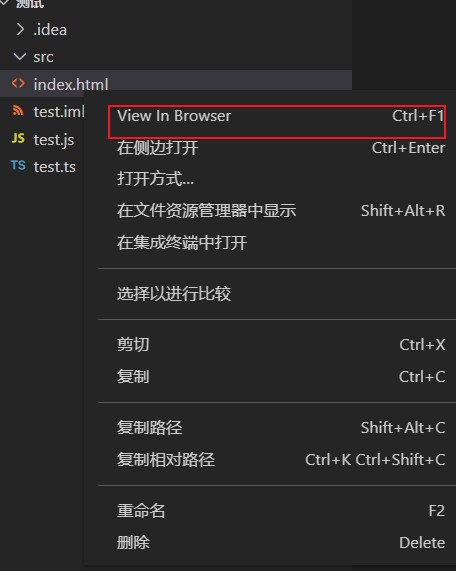 测试
.idea
src
index.html
test.iml
JS test.js
TS test.ts
View In Browser Ctrl+F1
在侧边打开 Ctrl+Enter
打开方式...
在文件资源管理器中显示 Shift+Alt+R
在集成终端中打开
选择以进行比较
剪切 Ctrl+X
复制 Ctrl+C
复制路径 Shift+Alt+C
复制相对路径 Ctrl+K Ctrl+Shift+C
重命名 F2
删除 Delete